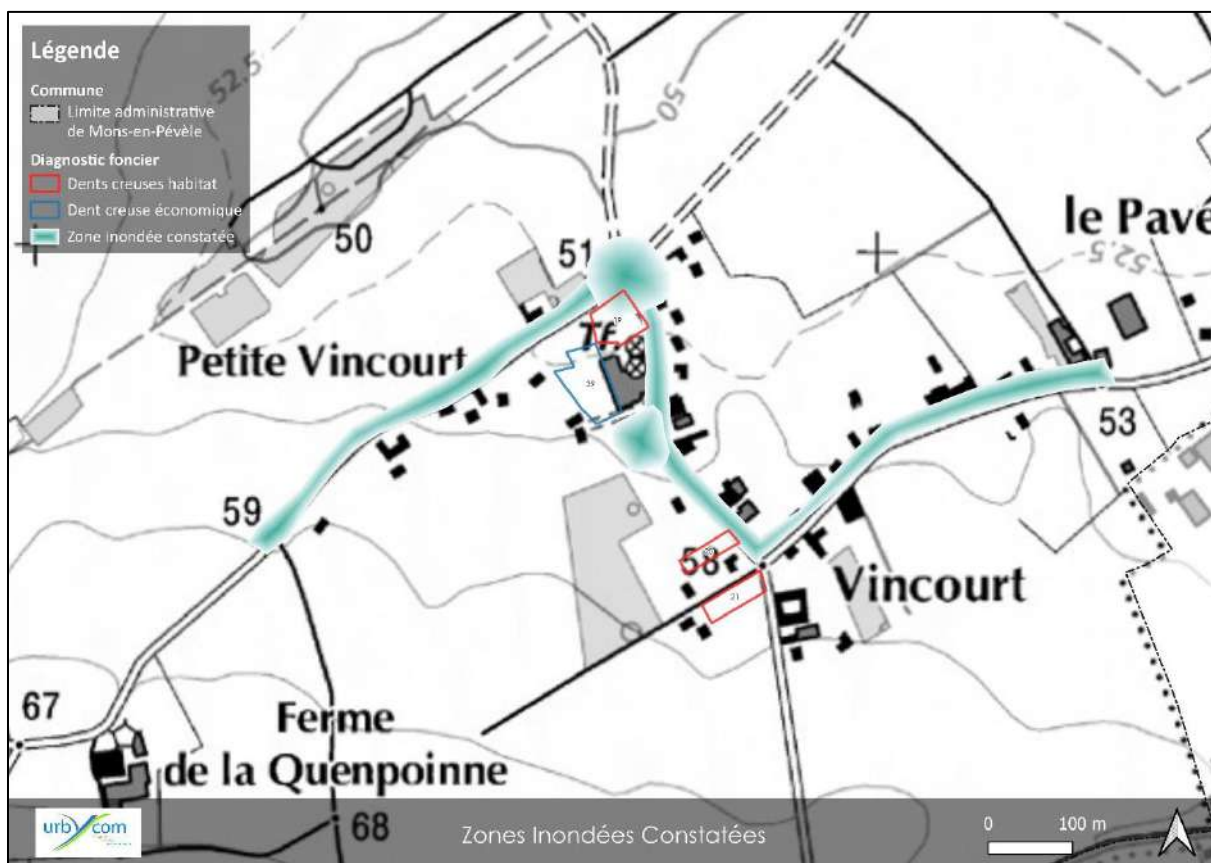 Légende
Commune
Limite administrative
de Mons-en-Pévèle
Diagnostic foncier
Dents creuses habitat
Dent creuse économique
Zone Inondée constatée
52.5
50
50
51
le Pavé
52.5
Petite Vincourt
53
59
58
21
Vincourt
67
Ferme
de la Quenpoinne
68
urbycom
Zones Inondées Constatées
0 100 m